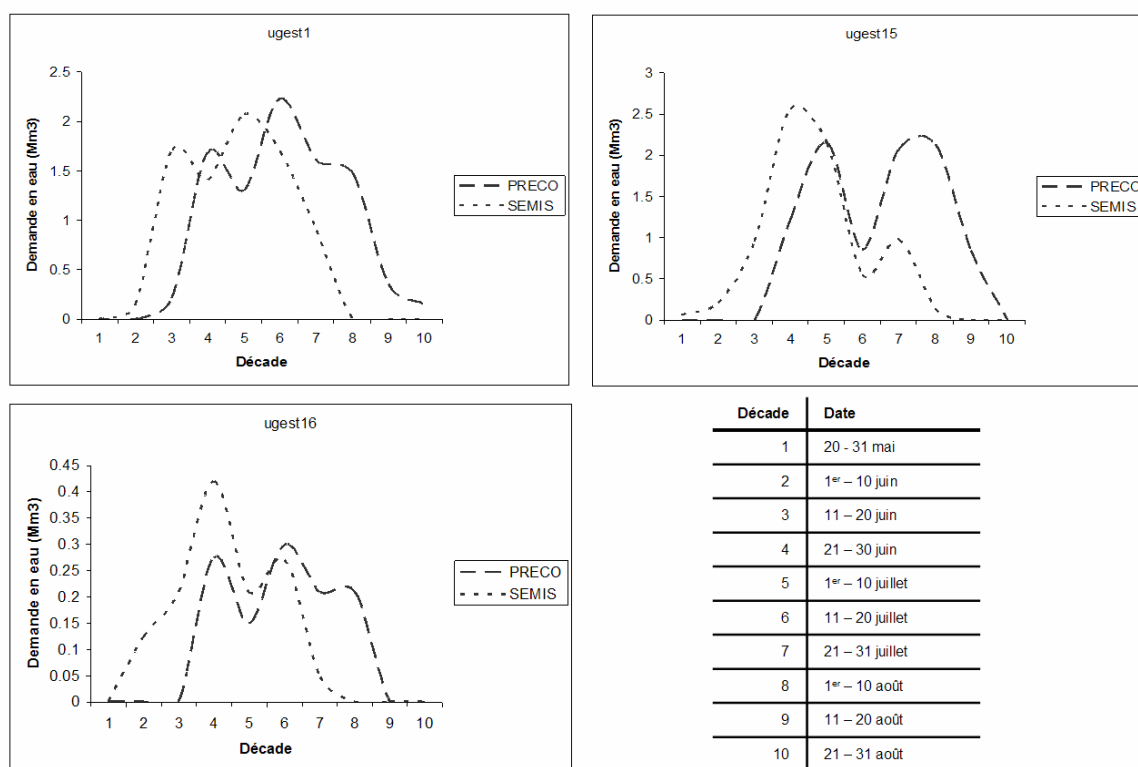 ugest1
Demande en eau (Mm3)
2.5
2
1.5
1
0.5
0
1 2 3 4 5 6 7 8 9 10
Décade
PRECO
SEMIS
ugest15
Demande en eau (Mm3)
3
2.5
2
1.5
1
0.5
0
1 2 3 4 5 6 7 8 9 10
Décade
PRECO
SEMIS
ugest16
Demande en eau (Mm3)
0.45
0.4
0.35
0.3
0.25
0.2
0.15
0.1
0.05
0
1 2 3 4 5 6 7 8 9 10
Décade
PRECO
SEMIS
Décade Date
1 20 - 31 mai
2 1er – 10 juin
3 11 – 20 juin
4 21 – 30 juin
5 1er – 10 juillet
6 11 – 20 juillet
7 21 – 31 juillet
8 1er – 10 août
9 11 – 20 août
10 21 – 31 août